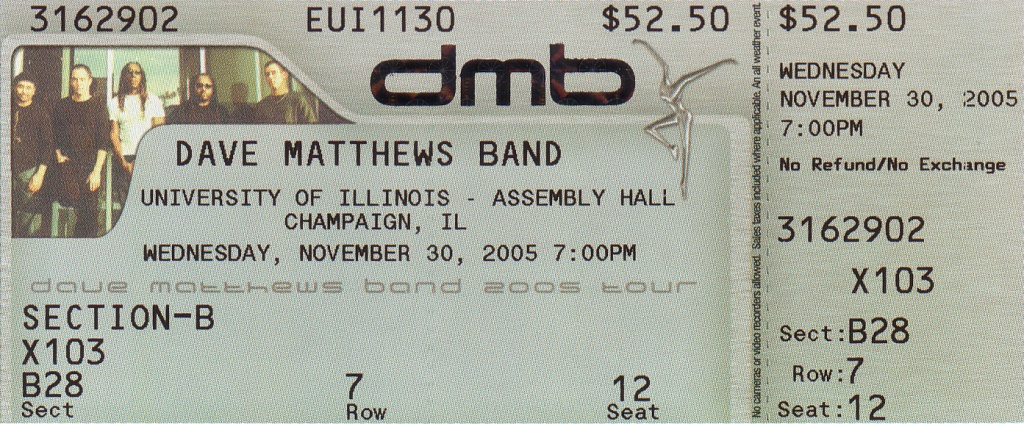 3162902 EUI1130 $52.50
dmb
DAVE MATTHEWS BAND
UNIVERSITY OF ILLINOIS - ASSEMBLY HALL
CHAMPAIGN, IL
WEDNESDAY, NOVEMBER 30, 2005 7:00PM
dave matthews band 2005 tour
SECTION-B
X103
B28 7 12
Sect Row Seat
No cameras or video recorders allowed. Sales taxes included where applicable. An all weather event.
$52.50
WEDNESDAY
NOVEMBER 30, 2005
7:00PM
No Refund/No Exchange
3162902
X103
Sect:B28
Row:7
Seat:12